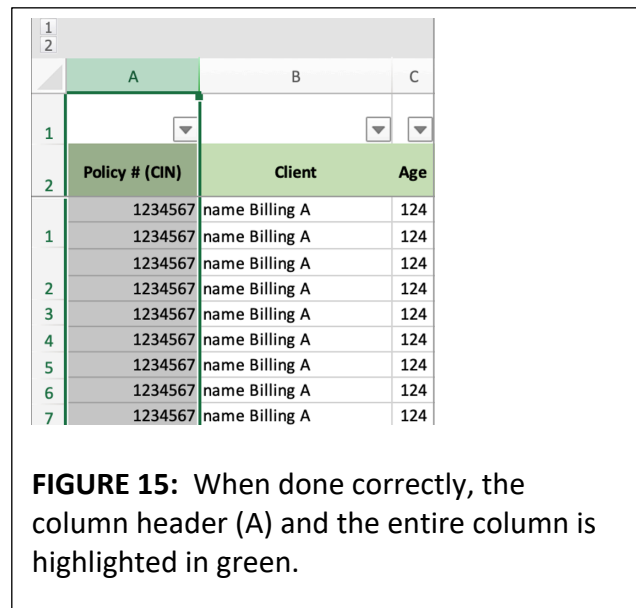 1
2
A B C
1
2 Policy # (CIN) Client Age
1234567 name Billing A 124
1 1234567 name Billing A 124
1234567 name Billing A 124
2 1234567 name Billing A 124
3 1234567 name Billing A 124
4 1234567 name Billing A 124
5 1234567 name Billing A 124
6 1234567 name Billing A 124
7 1234567 name Billing A 124
FIGURE 15: When done correctly, the
column header (A) and the entire column is
highlighted in green.